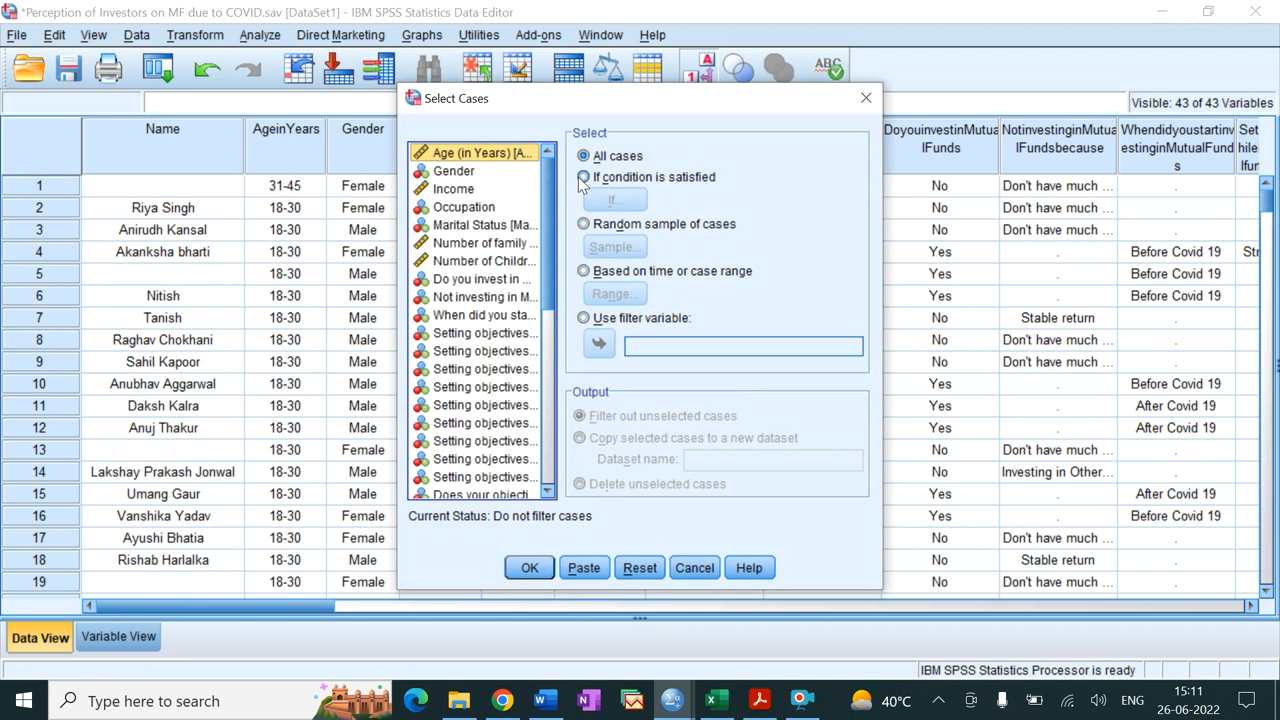 *Perception of Investors on MF due to COVID.sav [DataSet1] - IBM SPSS Statistics Data Editor
File Edit View Data Transform Analyze Direct Marketing Graphs Utilities Add-ons Window Help
Visible: 43 of 43 Variables
Select Cases
Name AgeinYears Gender
DoyouinvestinMutua
lFunds
NotinvestinginMutua
lFundsbecause
Whendidyoustartinv
estinginMutualFund
s
Set
hile
lfu
1 31-45 Female No Don't have much ... .
2 Riya Singh 18-30 Female No Don't have much ... .
3 Anirudh Kansal 18-30 Male No Don't have much ... .
4 Akanksha bharti 18-30 Female Yes . Before Covid 19 Str
5 18-30 Male Yes . Before Covid 19
6 Nitish 18-30 Male Yes . Before Covid 19
7 Tanish 18-30 Male No Stable return .
8 Raghav Chokhani 18-30 Male No Don't have much ... .
9 Sahil Kapoor 18-30 Male No Don't have much ... .
10 Anubhav Aggarwal 18-30 Male Yes . Before Covid 19
11 Daksh Kalra 18-30 Male Yes . After Covid 19
12 Anuj Thakur 18-30 Male Yes . After Covid 19
13 18-30 Female No Don't have much ... .
14 Lakshay Prakash Jonwal 18-30 Male No Investing in Other... .
15 Umang Gaur 18-30 Male Yes . After Covid 19
16 Vanshika Yadav 18-30 Female Yes . Before Covid 19
17 Ayushi Bhatia 18-30 Female No Don't have much ... .
18 Rishab Harlalka 18-30 Male No Stable return .
19 18-30 Female No Don't have much ... .
Age (in Years) [A...
Gender
Income
Occupation
Marital Status [Ma...
Number of family ...
Number of Childr...
Do you invest in ...
Not investing in M...
When did you sta...
Setting objectives...
Setting objectives...
Setting objectives...
Setting objectives...
Setting objectives...
Setting objectives...
Setting objectives...
Setting objectives...
Setting objectives...
Does your objecti...
Select
All cases
If condition is satisfied
If...
Random sample of cases
Sample...
Based on time or case range
Range...
Use filter variable:
Output
Filter out unselected cases
Copy selected cases to a new dataset
Dataset name:
Delete unselected cases
Current Status: Do not filter cases
OK Paste Reset Cancel Help
Data View Variable View
IBM SPSS Statistics Processor is ready
Type here to search
40°C
ENG
15:11
26-06-2022